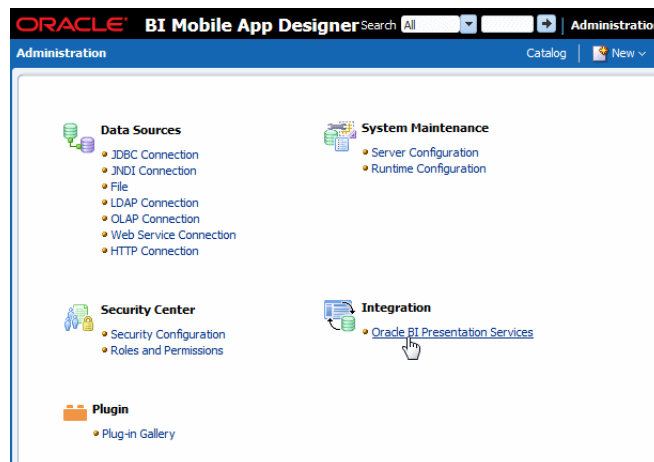 ORACLE BI Mobile App Designer Search All Administratio
Administration Catalog New
Data Sources
JDBC Connection
JNDI Connection
File
LDAP Connection
OLAP Connection
Web Service Connection
HTTP Connection
System Maintenance
Server Configuration
Runtime Configuration
Security Center
Security Configuration
Roles and Permissions
Integration
Oracle BI Presentation Services
Plugin
Plug-in Gallery